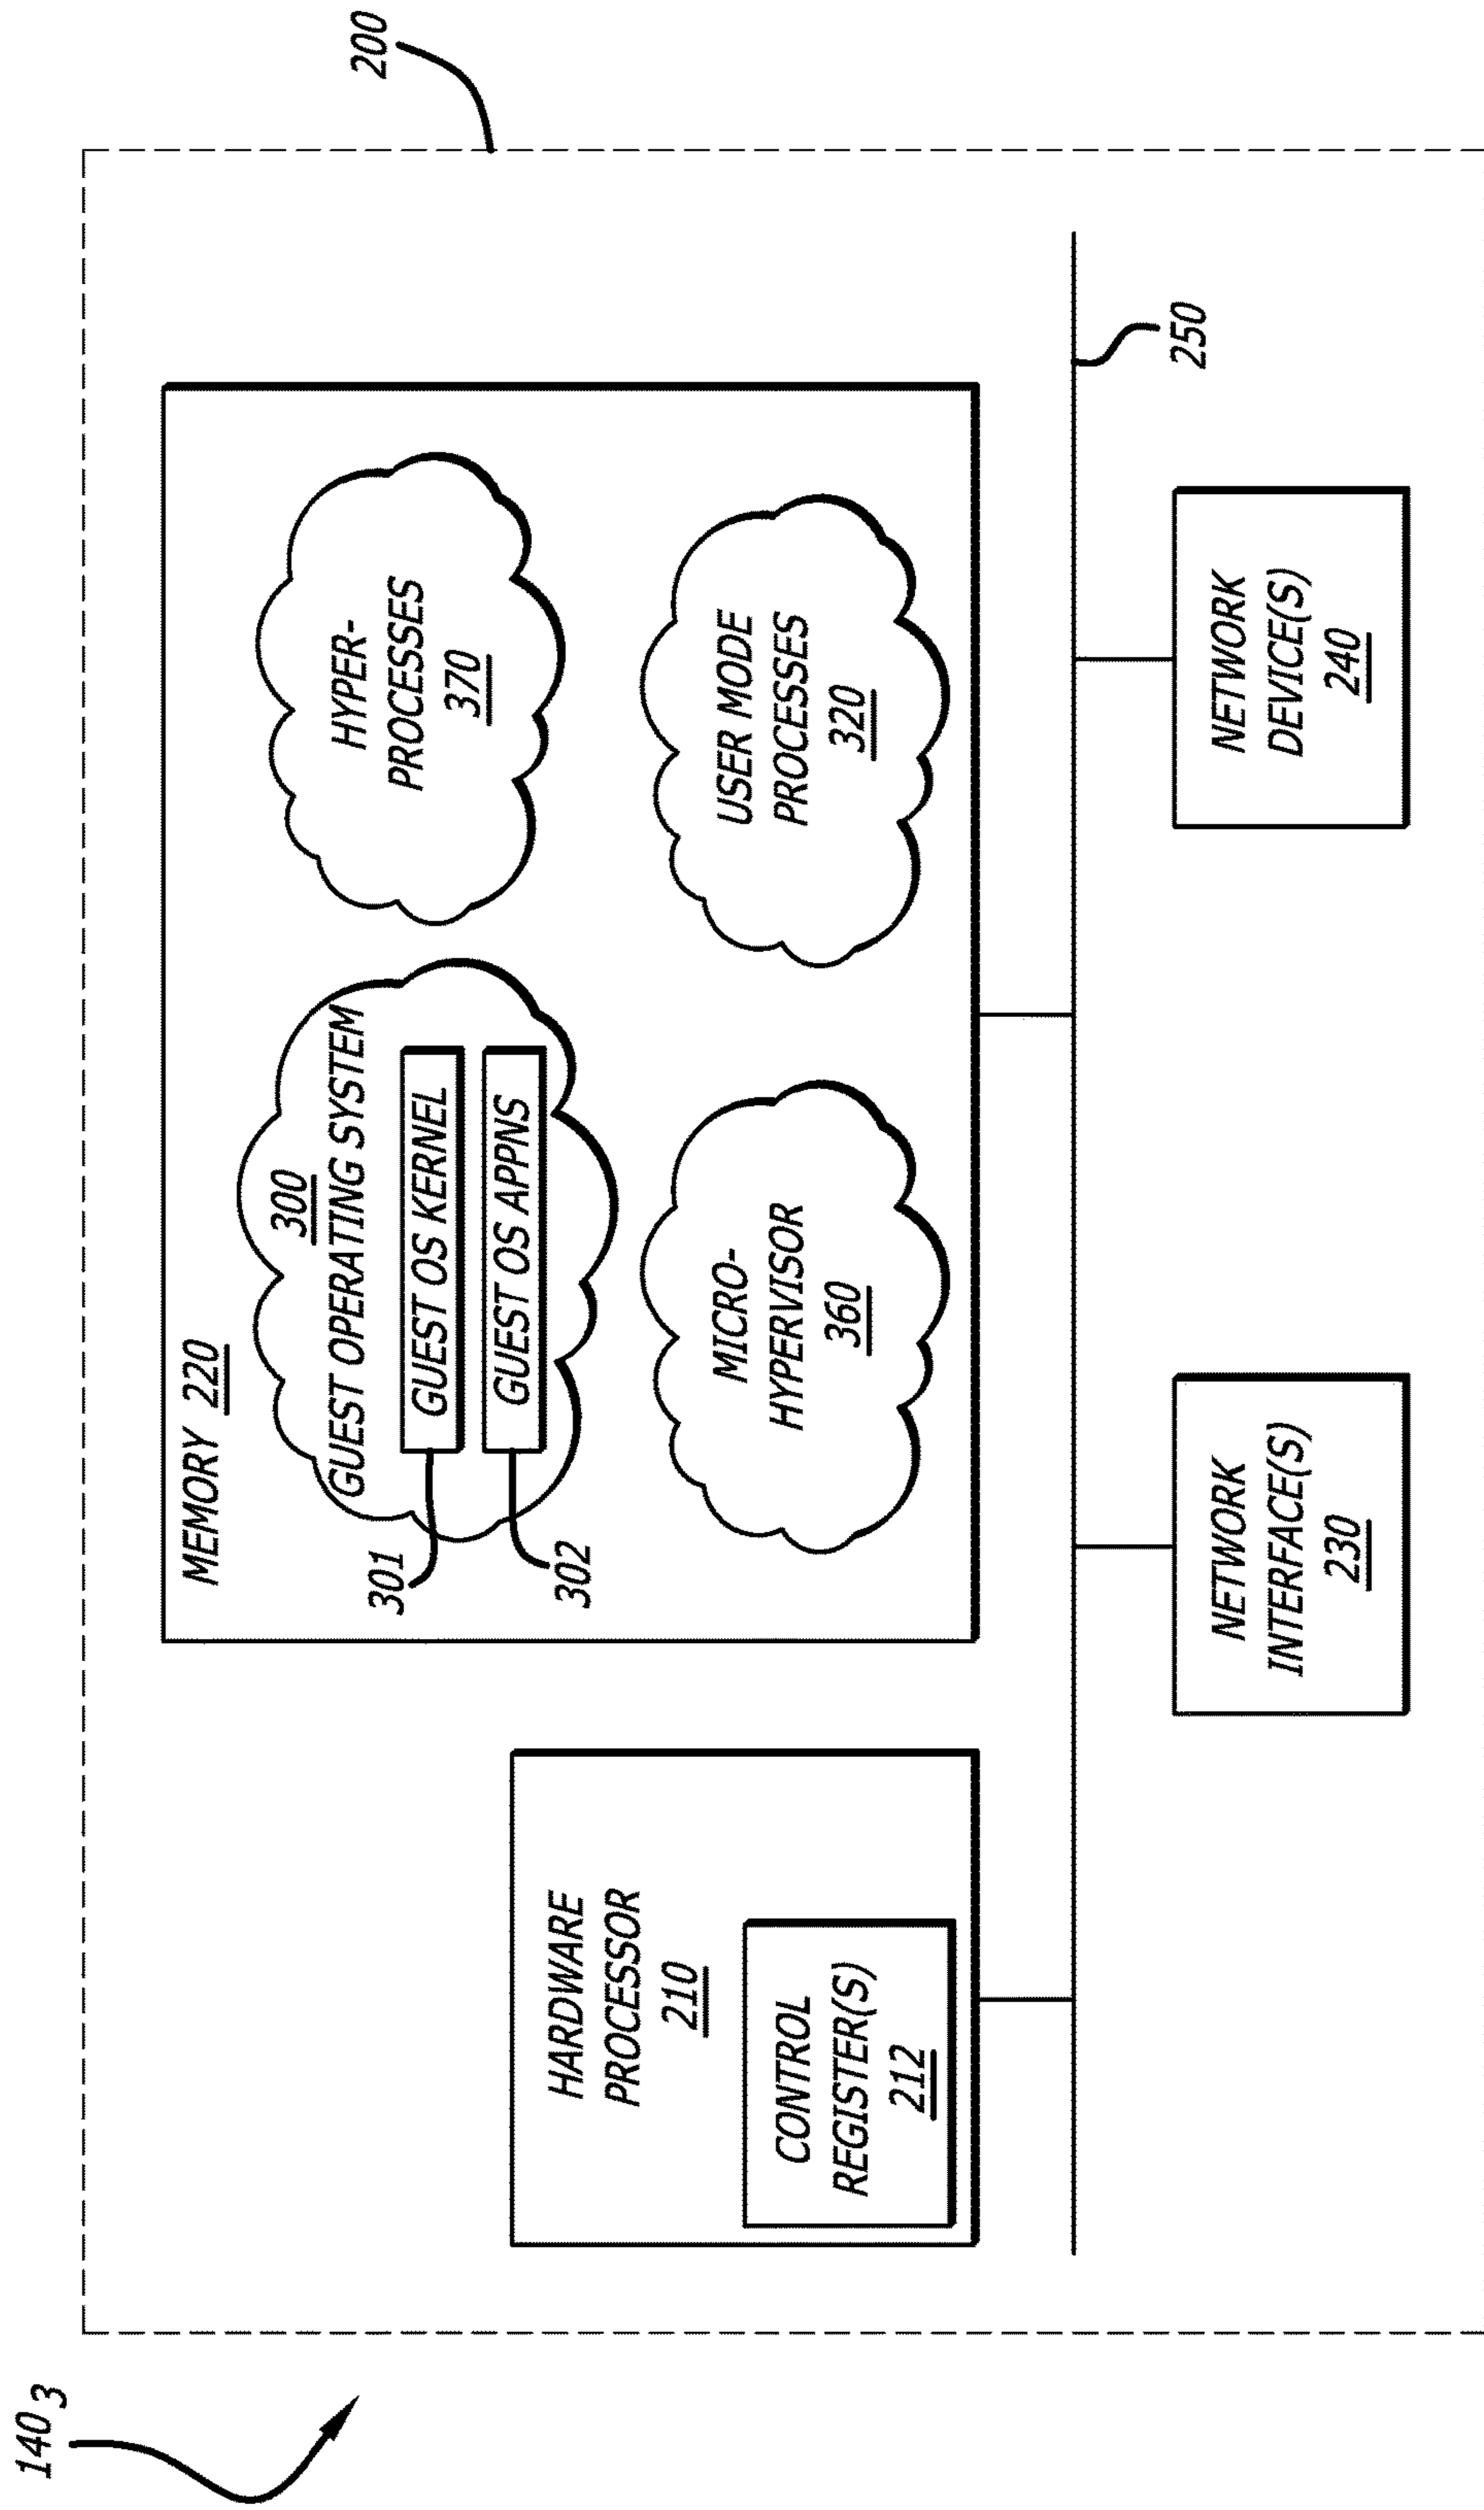 200
MEMORY 220
300
GUEST OPERATING SYSTEM
301
GUEST OS KERNEL
GUEST OS APPNS
302
HYPER-
PROCESSES
370
MICRO-
HYPERVISOR
360
USER MODE
PROCESSES
320
HARDWARE
PROCESSOR
210
CONTROL
REGISTER(S)
212
250
NETWORK
INTERFACE(S)
230
NETWORK
DEVICE(S)
240
140₃